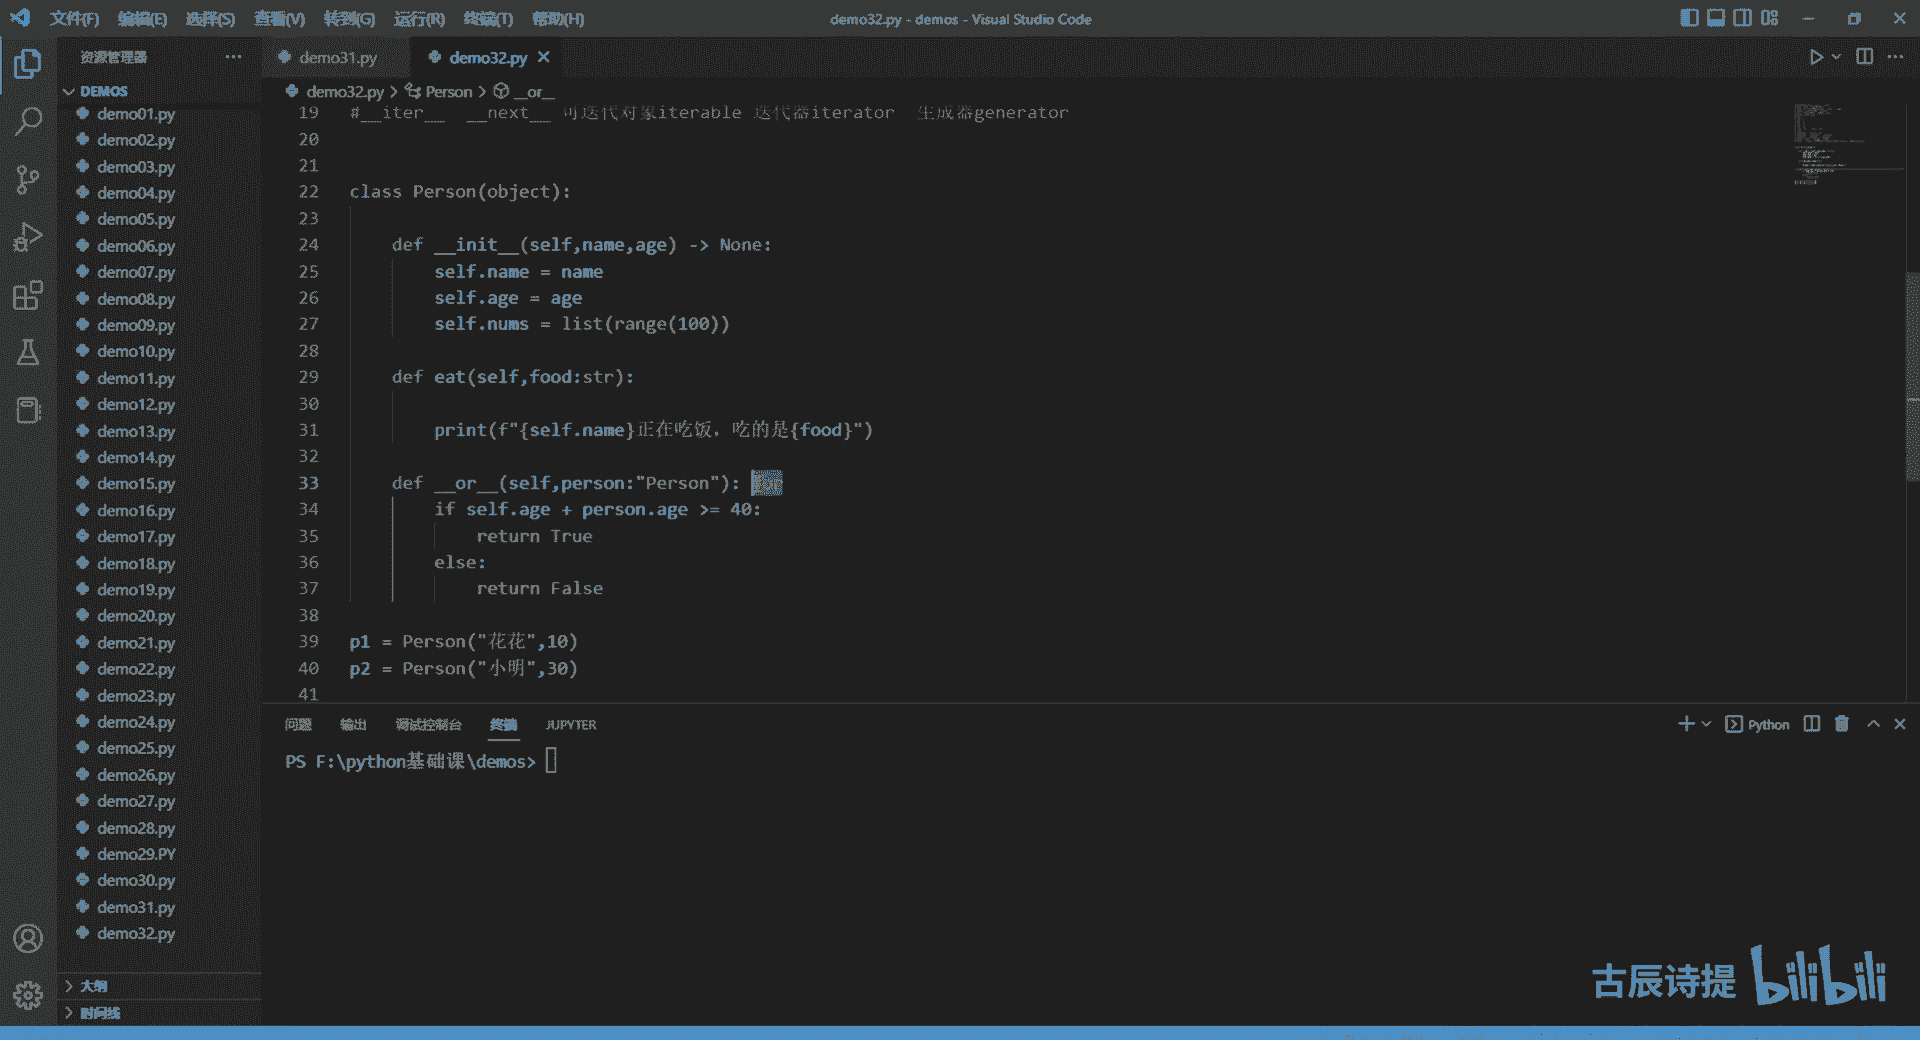 文件(F) 编辑(E) 选择(S) 查看(V) 转到(G) 运行(R) 终端(T) 帮助(H)
demo32.py - demos - Visual Studio Code
资源管理器
DEMOS
demo01.py
demo02.py
demo03.py
demo04.py
demo05.py
demo06.py
demo07.py
demo08.py
demo09.py
demo10.py
demo11.py
demo12.py
demo13.py
demo14.py
demo15.py
demo16.py
demo17.py
demo18.py
demo19.py
demo20.py
demo21.py
demo22.py
demo23.py
demo24.py
demo25.py
demo26.py
demo27.py
demo28.py
demo29.PY
demo30.py
demo31.py
demo32.py
大纲
时间线
demo31.py
demo32.py
demo32.py > Person > __or__
19 #__iter__ __next__ 可迭代对象iterable 迭代器iterator 生成器generator
20
21
22 class Person(object):
23
24 def __init__(self,name,age) -> None:
25 self.name = name
26 self.age = age
27 self.nums = list(range(100))
28
29 def eat(self,food:str):
30
31 print(f"{self.name}正在吃饭，吃的是{food}")
32
33 def __or__(self,person:"Person"):
34 if self.age + person.age >= 40:
35 return True
36 else:
37 return False
38
39 p1 = Person("花花",10)
40 p2 = Person("小明",30)
41
问题 输出 调试控制台 终端 JUPYTER
Python
PS F:\python基础课\demos>
古辰诗提 bilibili